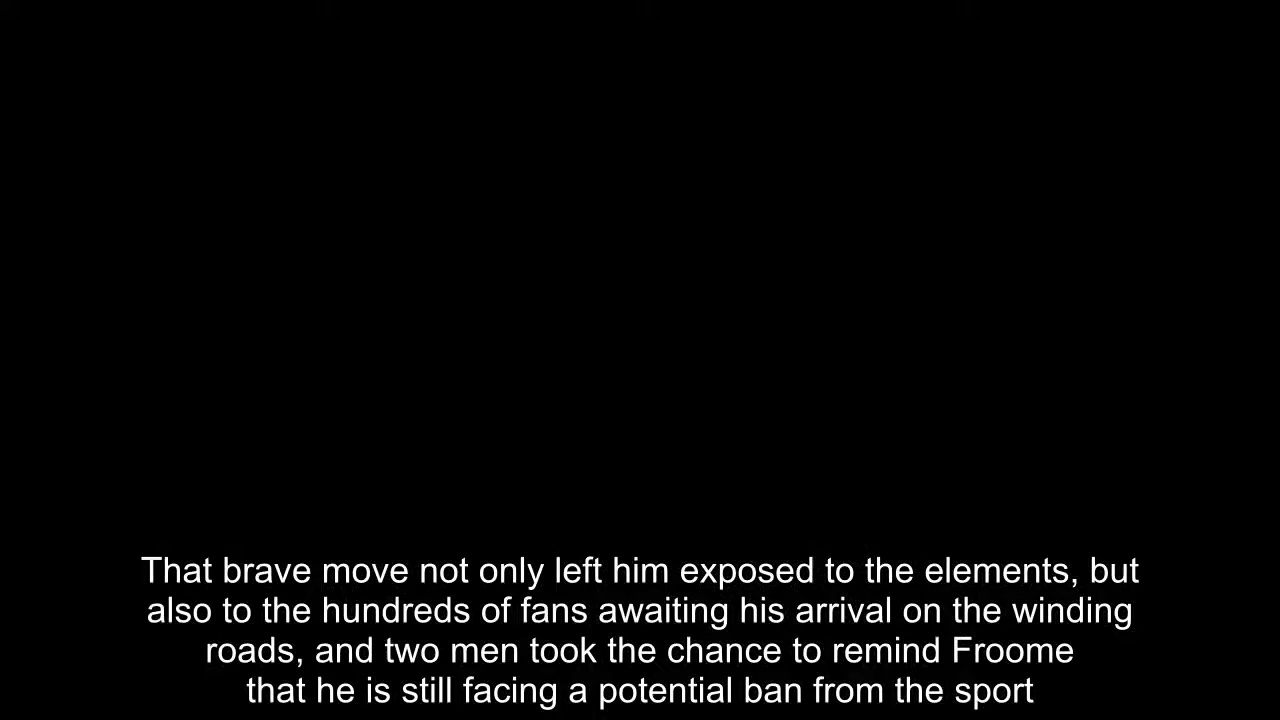 That brave move not only left him exposed to the elements, but
also to the hundreds of fans awaiting his arrival on the winding
roads, and two men took the chance to remind Froome
that he is still facing a potential ban from the sport